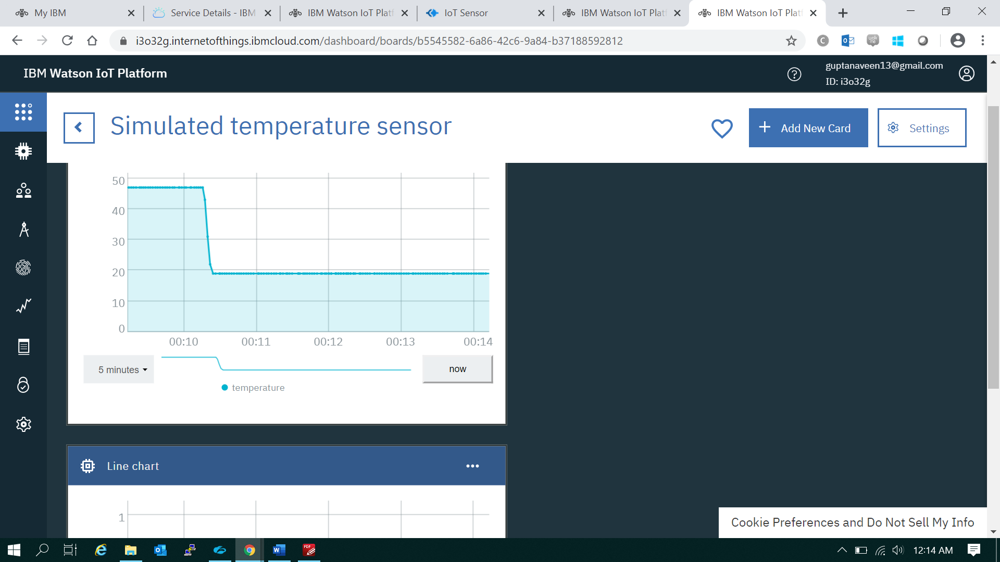 My IBM
Service Details - IBM
IBM Watson IoT Platf
IoT Sensor
IBM Watson IoT Platf
IBM Watson IoT Platf
i3o32g.internetofthings.ibmcloud.com/dashboard/boards/b5545582-6a86-42c6-9a84-b37188592812
IBM Watson IoT Platform
guptanaveen13@gmail.com
ID: i3o32g
Simulated temperature sensor
Add New Card
Settings
50
40
30
20
10
0
00:10 00:11 00:12 00:13 00:14
5 minutes
now
temperature
Line chart
1
Cookie Preferences and Do Not Sell My Info
12:14 AM